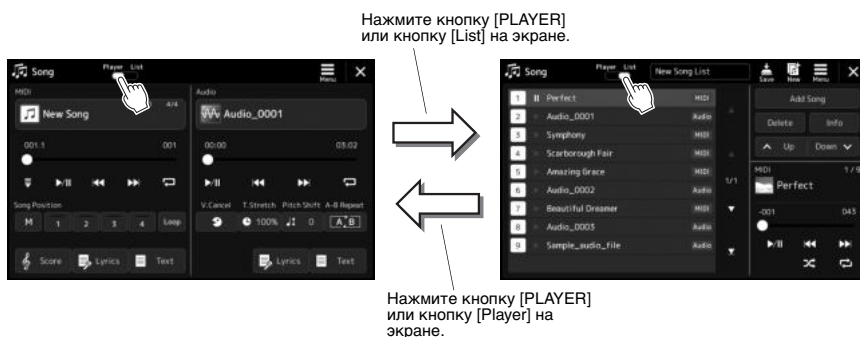 Нажмите кнопку [PLAYER]
или кнопку [List] на экране.
Song
Player List
Menu
MIDI
New Song
4/4
001.1
001
Song Position
M 1 2 3 4 Loop
Score Lyrics Text
Audio
Audio_0001
00:00
03:02
V.Cancel T.Stretch Pitch Shift A-B Repeat
100% 0 A B
Lyrics Text
Song
Player List
New Song List
Save New Menu
1 Perfect MIDI
2 Audio_0001 Audio
3 Symphony MIDI
4 Scarborough Fair MIDI
5 Amazing Grace MIDI
6 Audio_0002 Audio
7 Beautiful Dreamer MIDI
8 Audio_0003 Audio
9 Sample_audio_file Audio
1/1
Add Song
Delete Info
Up Down
MIDI 1/9
Perfect
-001 043
Нажмите кнопку [PLAYER]
или кнопку [Player] на
экране.